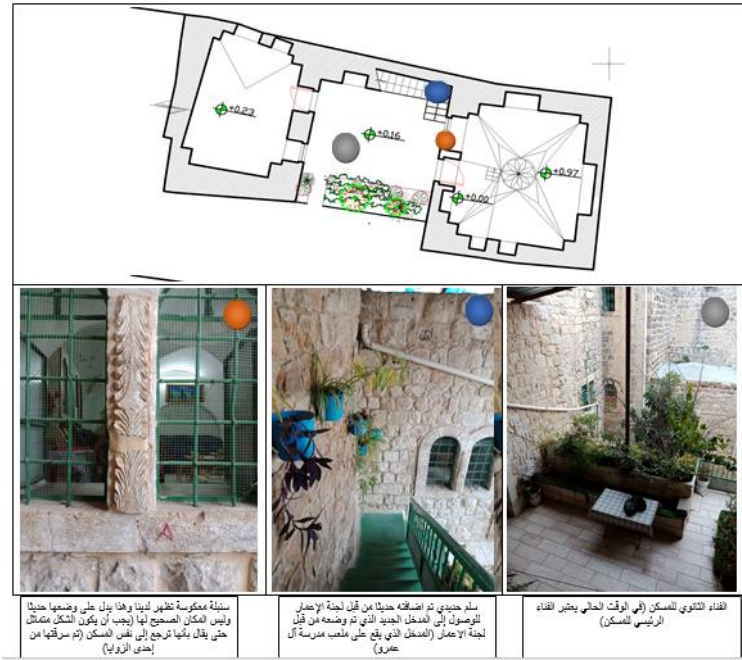 +0.23
+0.16
+0.97
+0.00
A
سنبلة معكوسة تظهر لدينا وهذا يدل على وضعها حديثا
وليس المكان الصحيح لها (يجب أن يكون الشكل متماثل
حتى يقال بأنها ترجع إلى نفس المسكن (تم سرقتها من
إحدى الزوايا)
سلم حديدي تم اضافته حديثا من قبل لجنة الإعمار
للوصول إلى المدخل الجديد الذي تم وضعه من قبل
لجنة الاعمار (المدخل الذي يقع على ملعب مدرسة آل
عمرو)
الفناء الثانوي للمسكن (في الوقت الحالي يعتبر الفناء
الرئيسي للمسكن)